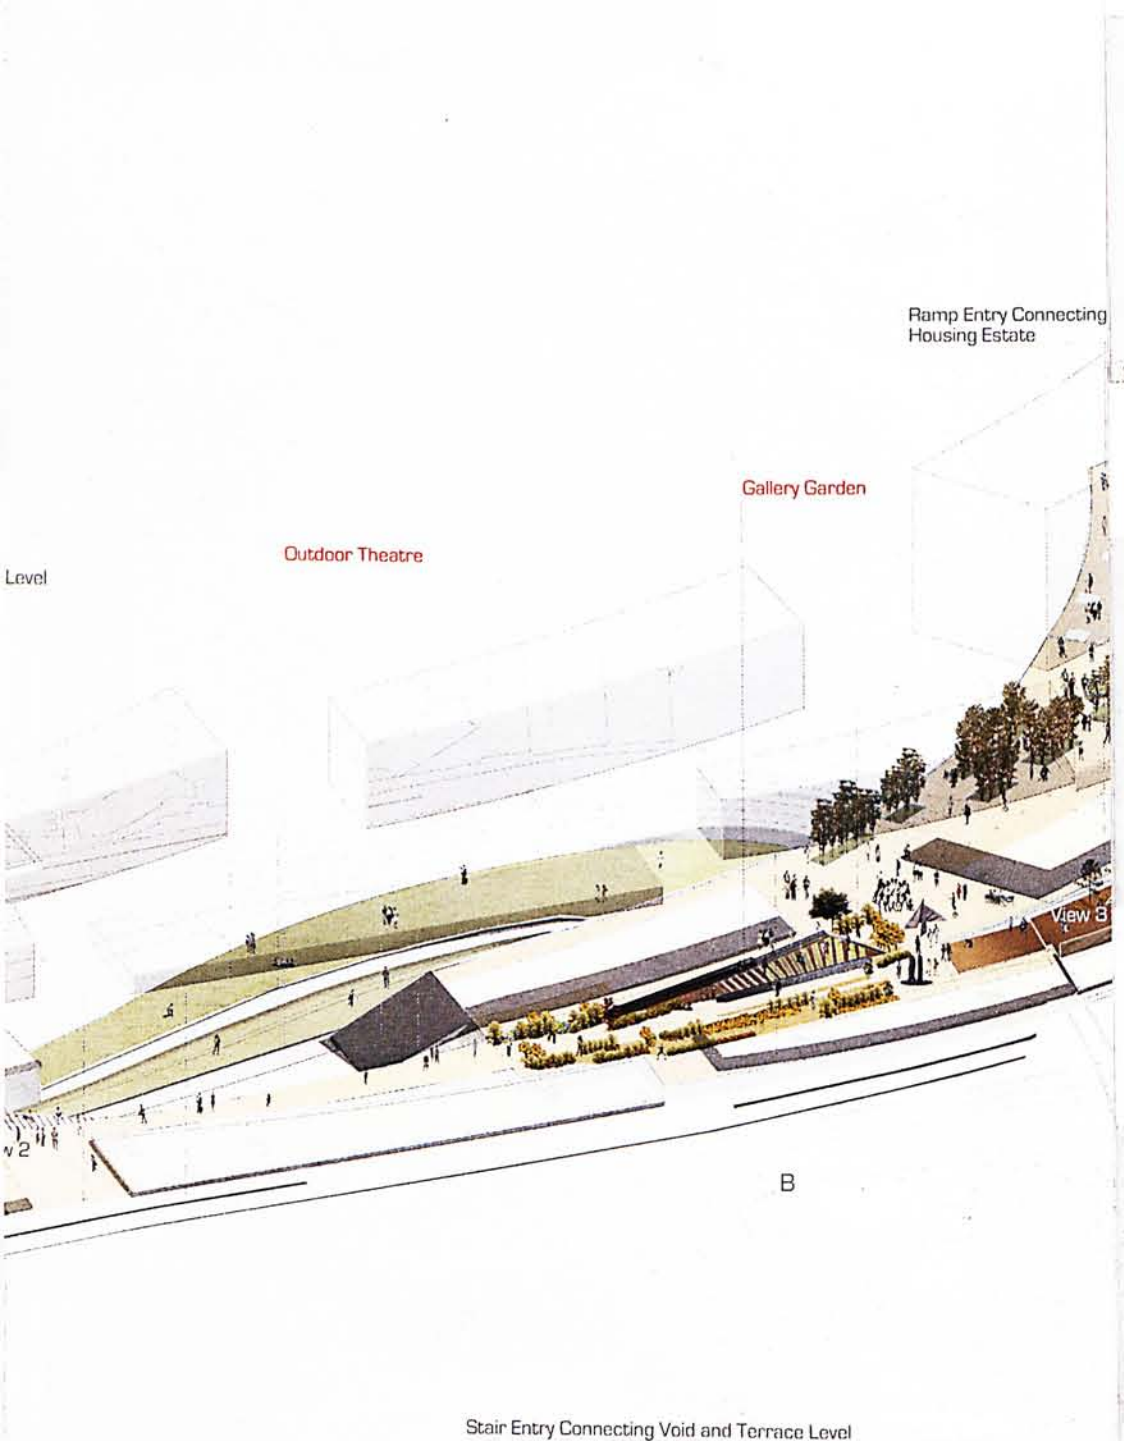 Ramp Entry Connecting
Housing Estate
Gallery Garden
Outdoor Theatre
Level
View 3
w 2
B
Stair Entry Connecting Void and Terrace Level